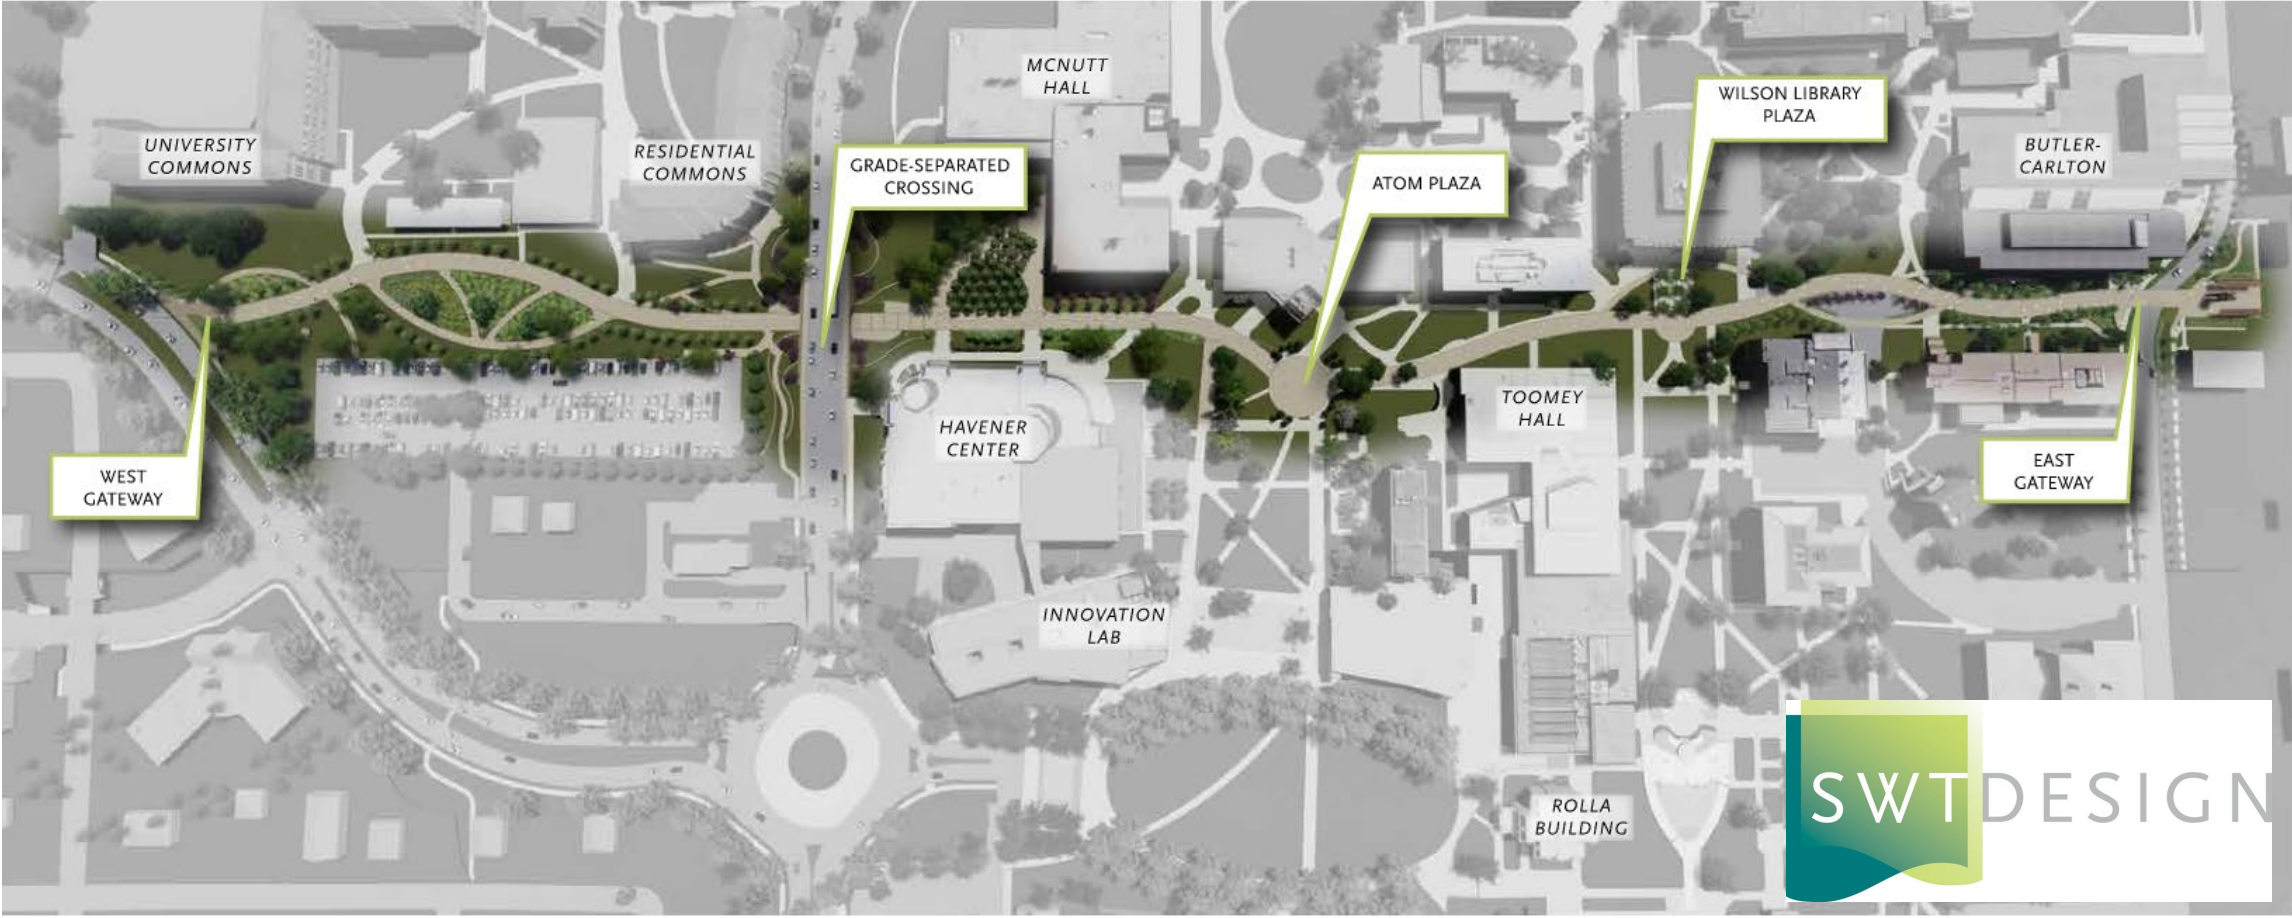 MCNUTT
HALL
WILSON LIBRARY
PLAZA
UNIVERSITY
COMMONS
RESIDENTIAL
COMMONS
GRADE-SEPARATED
CROSSING
ATOM PLAZA
BUTLER-
CARLTON
WEST
GATEWAY
HAVENER
CENTER
TOOMEY
HALL
EAST
GATEWAY
INNOVATION
LAB
ROLLA
BUILDING
SWTDESIGN